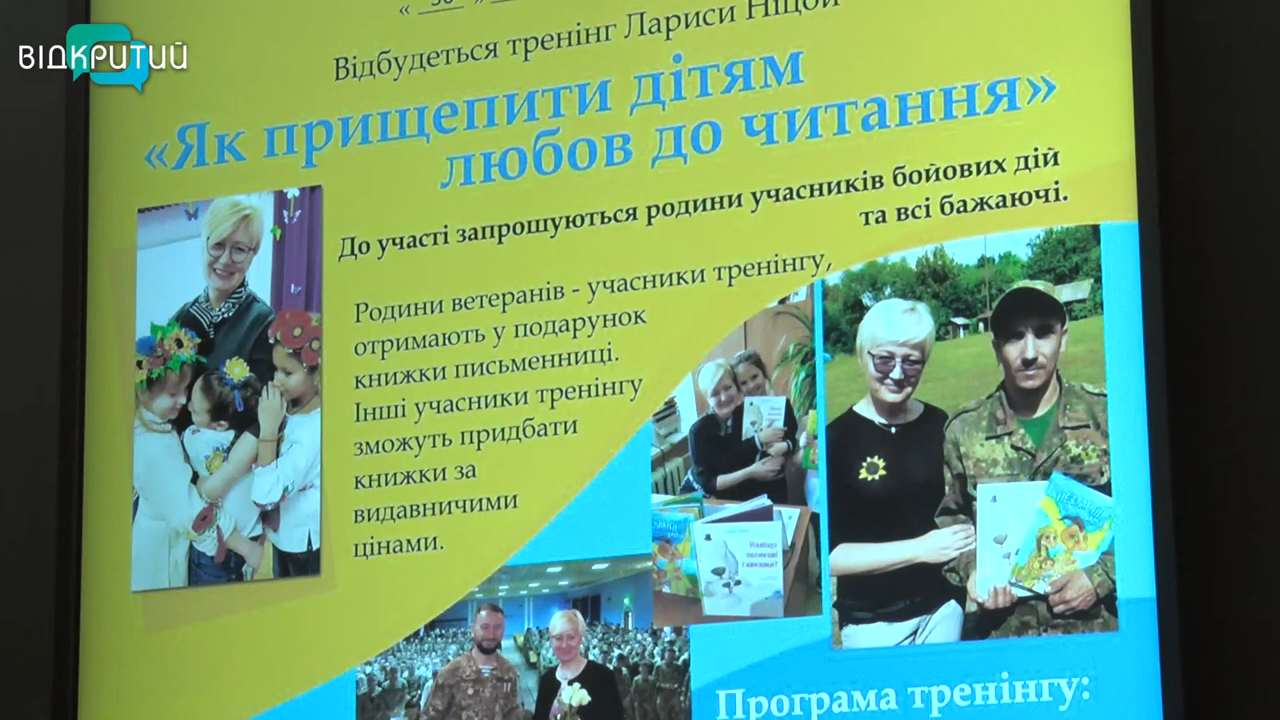 ВІДКРИТИЙ
« 30 »
Відбудеться тренінг Лариси Ніцой
«Як прищепити дітям
любов до читання»
До участі запрошуються родини учасників бойових дій
та всі бажаючі.
Родини ветеранів - учасники тренінгу,
отримають у подарунок
книжки письменниці.
Інші учасники тренінгу
зможуть придбати
книжки за
видавничими
цінами.
Навіщо
Програма тренінгу: